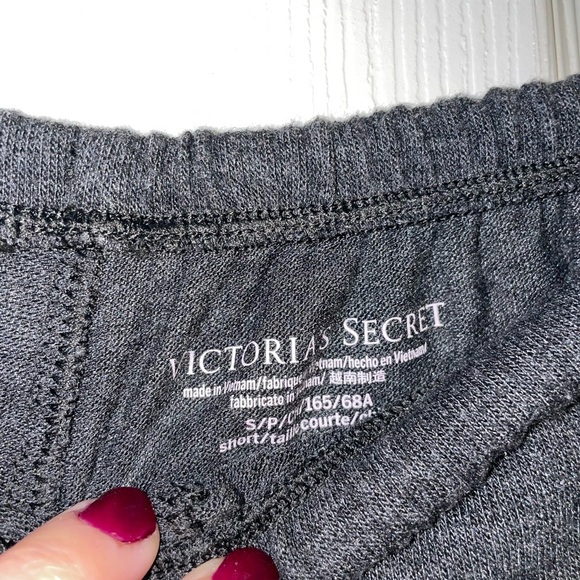 VICTORIA'S SECRET
made in Vietnam/fabriqué Vietnam/hecho en Vietnam/
fabbricato in 越南制造
S/P/CH/165/68A
short/taille courte/